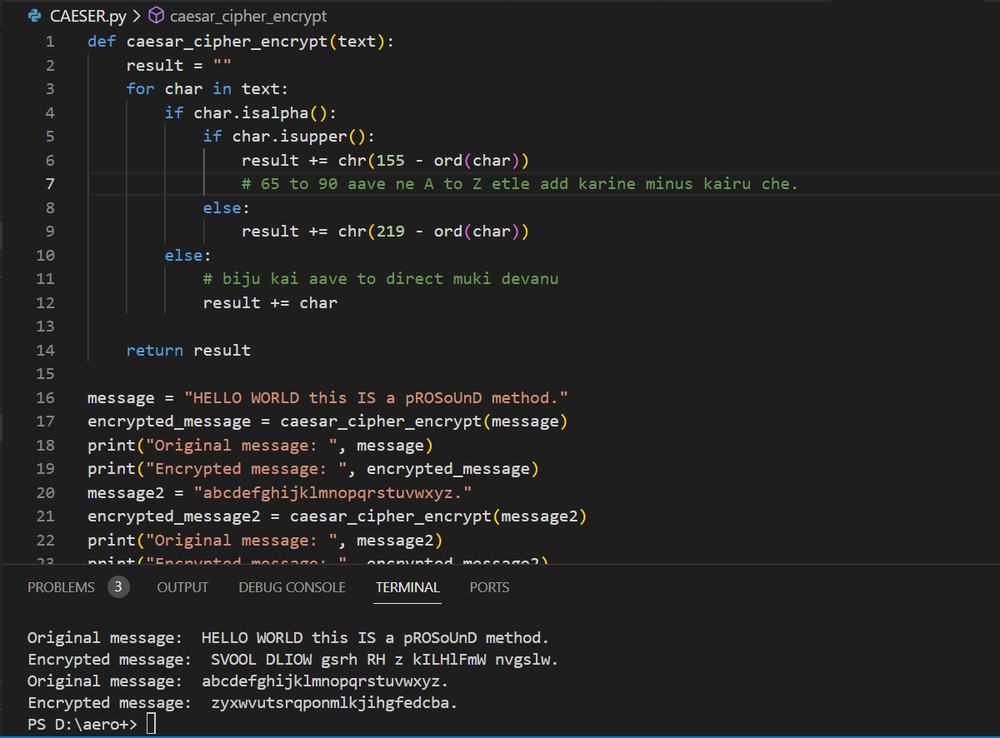 CAESER.py > caesar_cipher_encrypt
1 def caesar_cipher_encrypt(text):
2     result = ""
3     for char in text:
4         if char.isalpha():
5             if char.isupper():
6                 result += chr(155 - ord(char))
7                 # 65 to 90 aave ne A to Z etle add karine minus kairu che.
8             else:
9                 result += chr(219 - ord(char))
10         else:
11             # biju kai aave to direct muki devanu
12             result += char
13
14     return result
15
16 message = "HELLO WORLD this IS a pROSoUnD method."
17 encrypted_message = caesar_cipher_encrypt(message)
18 print("Original message: ", message)
19 print("Encrypted message: ", encrypted_message)
20 message2 = "abcdefghijklmnopqrstuvwxyz."
21 encrypted_message2 = caesar_cipher_encrypt(message2)
22 print("Original message: ", message2)
23 print("Encrypted message: ", encrypted_message2)
PROBLEMS 3 OUTPUT DEBUG CONSOLE TERMINAL PORTS
Original message:  HELLO WORLD this IS a pROSoUnD method.
Encrypted message:  SVOOL DLIOW gsrh RH z kILHlFmW nvgslw.
Original message:  abcdefghijklmnopqrstuvwxyz.
Encrypted message:  zyxwvutsrqponmlkjihgfedcba.
PS D:\aero+>